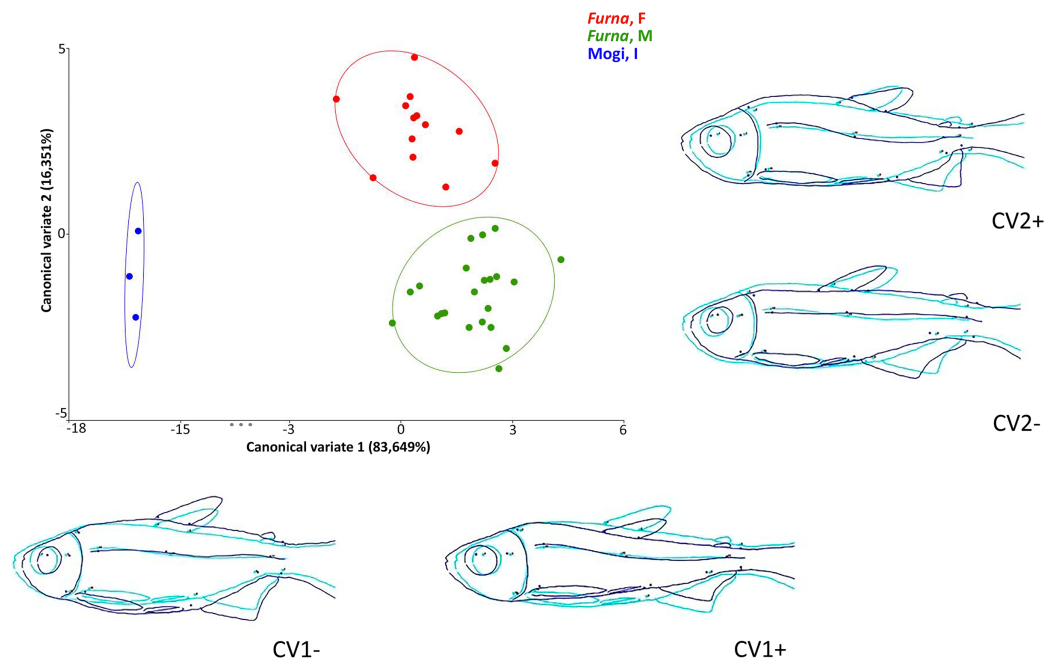 Furna, F
Furna, M
Mogi, I
5
0
-5
Canonical variate 2 (16,351%)
-18
-15
-3
0
3
6
Canonical variate 1 (83,649%)
CV2+
CV2-
CV1-
CV1+